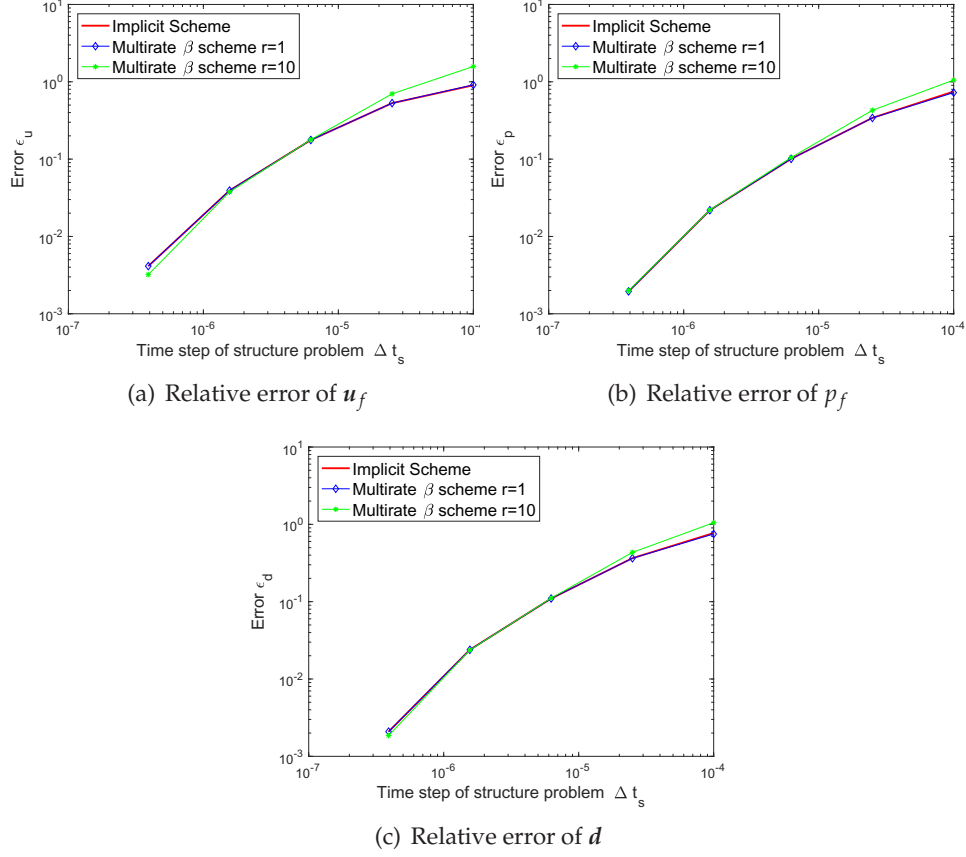 Implicit Scheme
Multirate β scheme r=1
Multirate β scheme r=10
10^1
10^0
10^-1
10^-2
10^-3
Error ϵ_u
10^-7
10^-6
10^-5
10^-4
Time step of structure problem Δ t_s
(a) Relative error of u_f
Implicit Scheme
Multirate β scheme r=1
Multirate β scheme r=10
10^1
10^0
10^-1
10^-2
10^-3
Error ϵ_p
10^-7
10^-6
10^-5
10^-4
Time step of structure problem Δ t_s
(b) Relative error of p_f
Implicit Scheme
Multirate β scheme r=1
Multirate β scheme r=10
10^1
10^0
10^-1
10^-2
10^-3
Error ϵ_d
10^-7
10^-6
10^-5
10^-4
Time step of structure problem Δ t_s
(c) Relative error of d